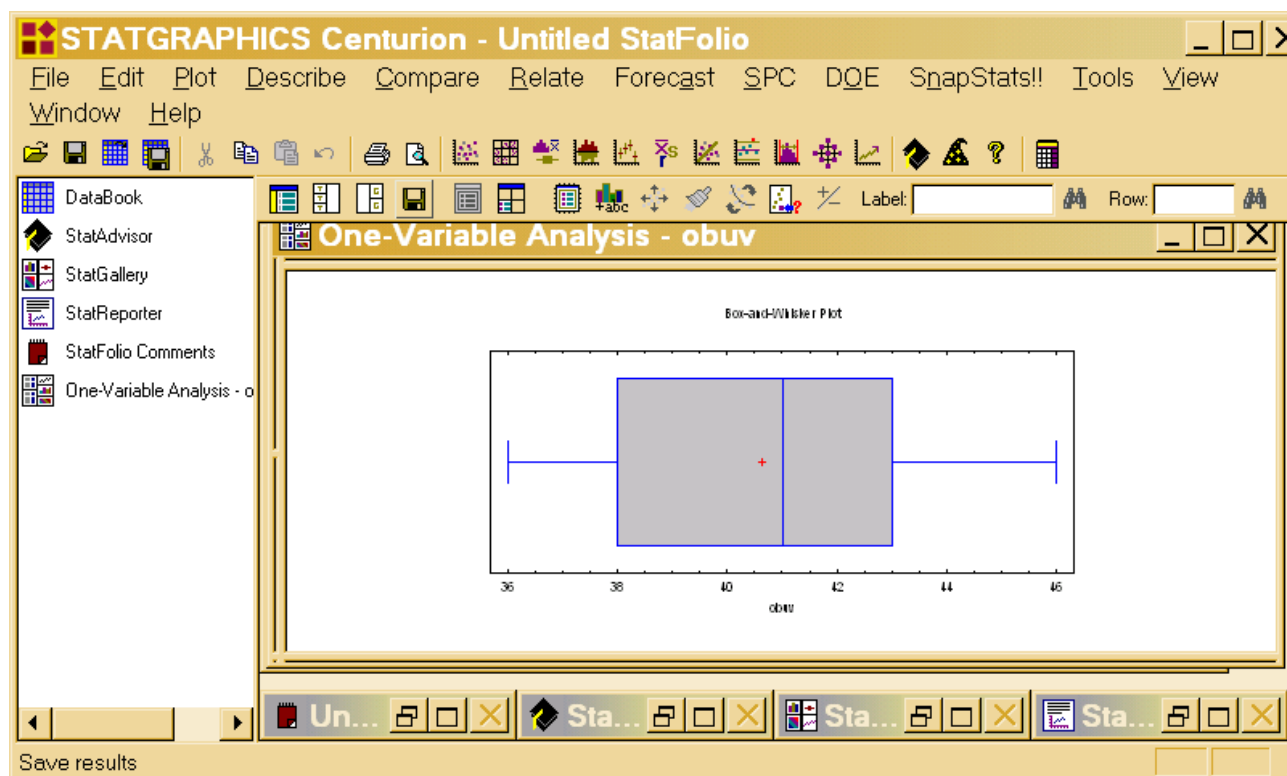 STATGRAPHICS Centurion - Untitled StatFolio
File Edit Plot Describe Compare Relate Forecast SPC DOE SnapStats!! Tools View
Window Help
Label: Row:
DataBook
StatAdvisor
StatGallery
StatReporter
StatFolio Comments
One-Variable Analysis - o
One-Variable Analysis - obuv
Box-and-Whisker Plot
36 38 40 42 44 46
obuv
Un... Sta... Sta... Sta...
Save results